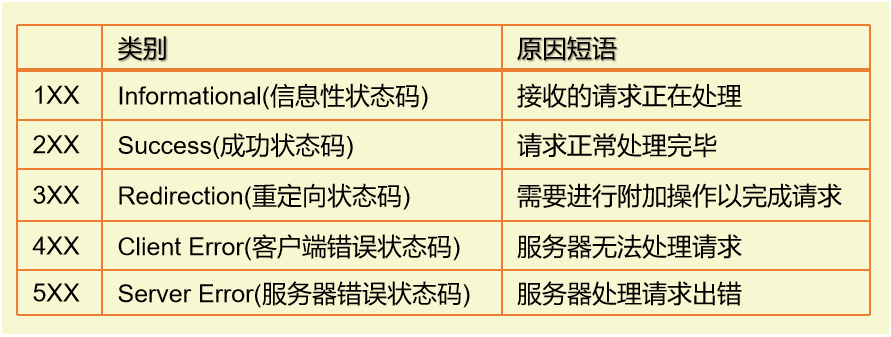 类别 原因短语
1XX Informational(信息性状态码) 接收的请求正在处理
2XX Success(成功状态码) 请求正常处理完毕
3XX Redirection(重定向状态码) 需要进行附加操作以完成请求
4XX Client Error(客户端错误状态码) 服务器无法处理请求
5XX Server Error(服务器错误状态码) 服务器处理请求出错